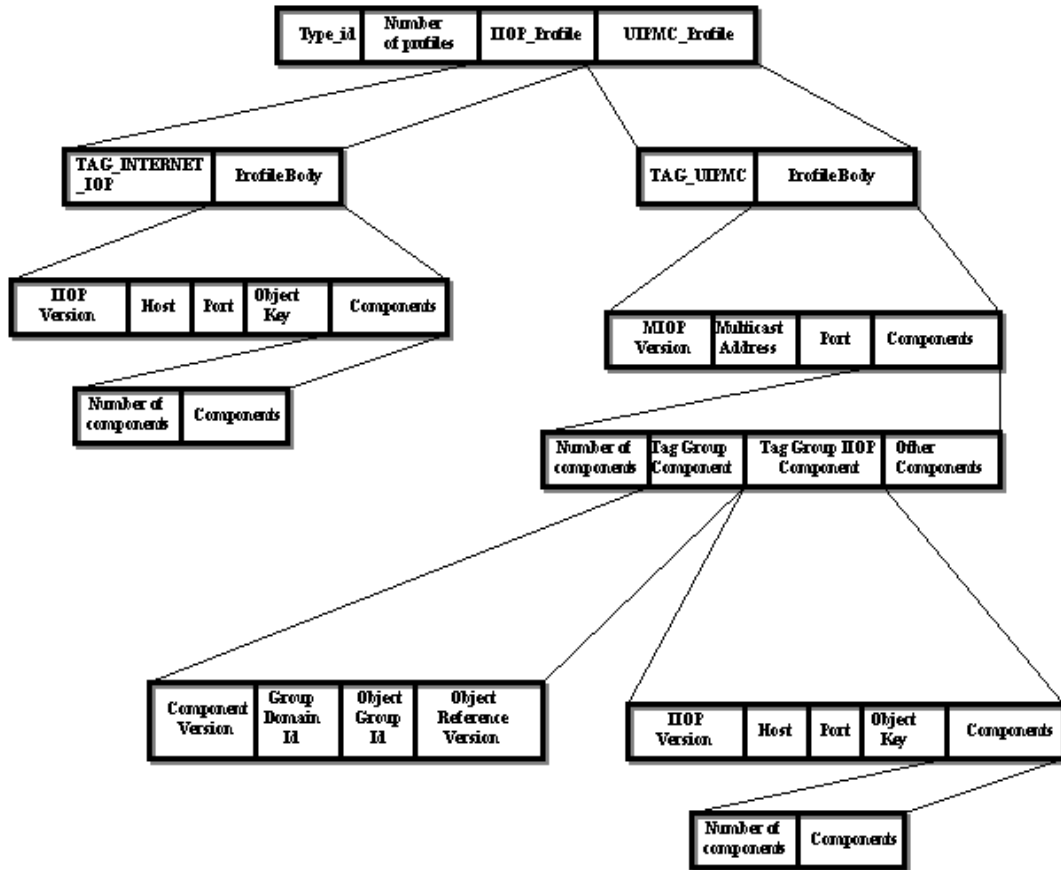 Type_id
Number
of profiles
IIOP_Profile
UIPMC_Profile
TAG_INTERNET
_IOP
ProfileBody
TAG_UIPMC
ProfileBody
IIOP
Version
Host
Port
Object
Key
Components
MIOP
Version
Multicast
Address
Port
Components
Number of
components
Components
Number of
components
Tag Group
Component
Tag Group IIOP
Component
Other
Components
Component
Version
Group
Domain
Id
Object
Group
Id
Object
Reference
Version
IIOP
Version
Host
Port
Object
Key
Components
Number of
components
Components